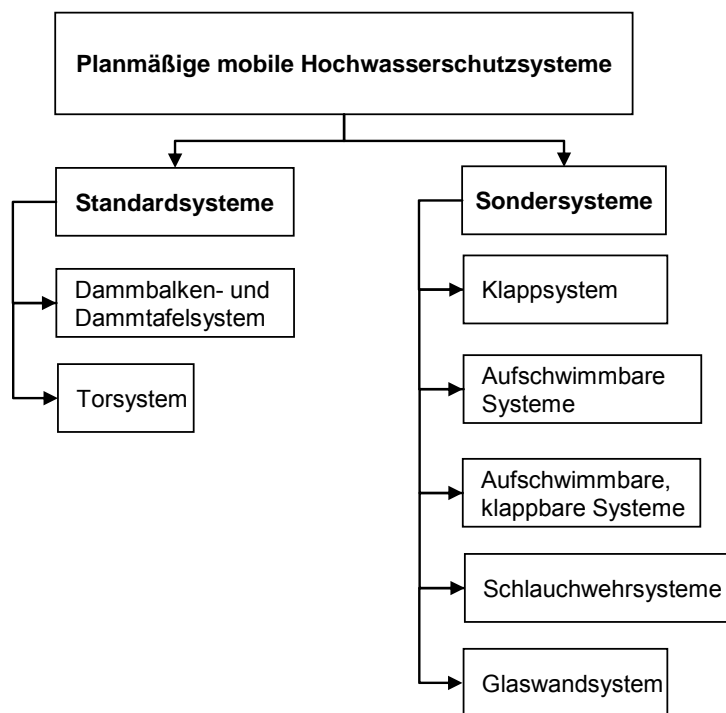 Planmäßige mobile Hochwasserschutzsysteme
Standardsysteme
Dammbalken- und
Dammtafelsystem
Torsystem
Sondersysteme
Klappsystem
Aufschwimmbare
Systeme
Aufschwimmbare,
klappbare Systeme
Schlauchwehrsysteme
Glaswandsystem